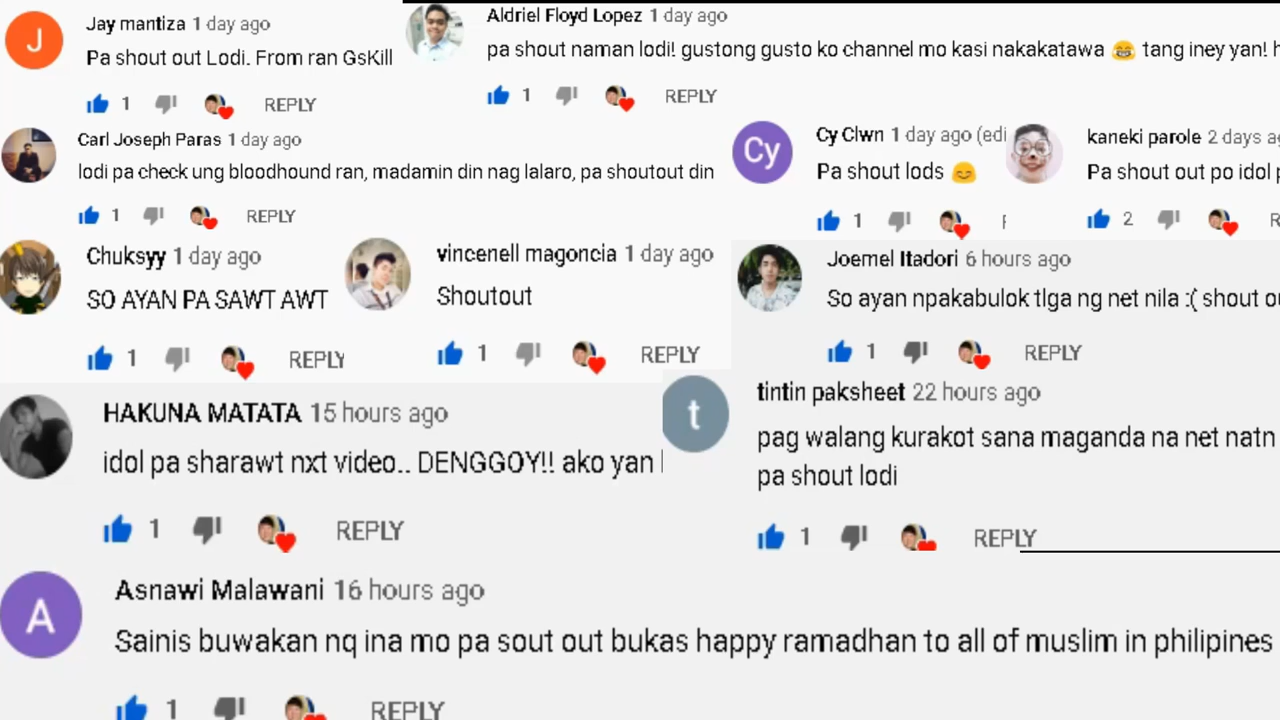 Jay mantiza 1 day ago
Pa shout out Lodi. From ran GsKill
1 REPLY
Aldriel Floyd Lopez 1 day ago
pa shout naman lodi! gustong gusto ko channel mo kasi nakakatawa 😂 tang iney yan!
1 REPLY
Carl Joseph Paras 1 day ago
lodi pa check ung bloodhound ran, madamin din nag lalaro, pa shoutout din
1 REPLY
Cy
Cy Clwn 1 day ago (edi
Pa shout lods 😊
1
kaneki parole 2 days ag
Pa shout out po idol
2
Chuksyy 1 day ago
SO AYAN PA SAWT AWT
1 REPLY
vincenell magoncia 1 day ago
Shoutout
1 REPLY
Joemel Itadori 6 hours ago
So ayan npakabulok tlga ng net nila :( shout ou
1 REPLY
HAKUNA MATATA 15 hours ago
idol pa sharawt nxt video.. DENGGOY!! ako yan
1 REPLY
t
tintin paksheet 22 hours ago
pag walang kurakot sana maganda na net natn
pa shout lodi
1 REPLY
A
Asnawi Malawani 16 hours ago
Sainis buwakan nq ina mo pa sout out bukas happy ramadhan to all of muslim in philipines
1 REPLY
J